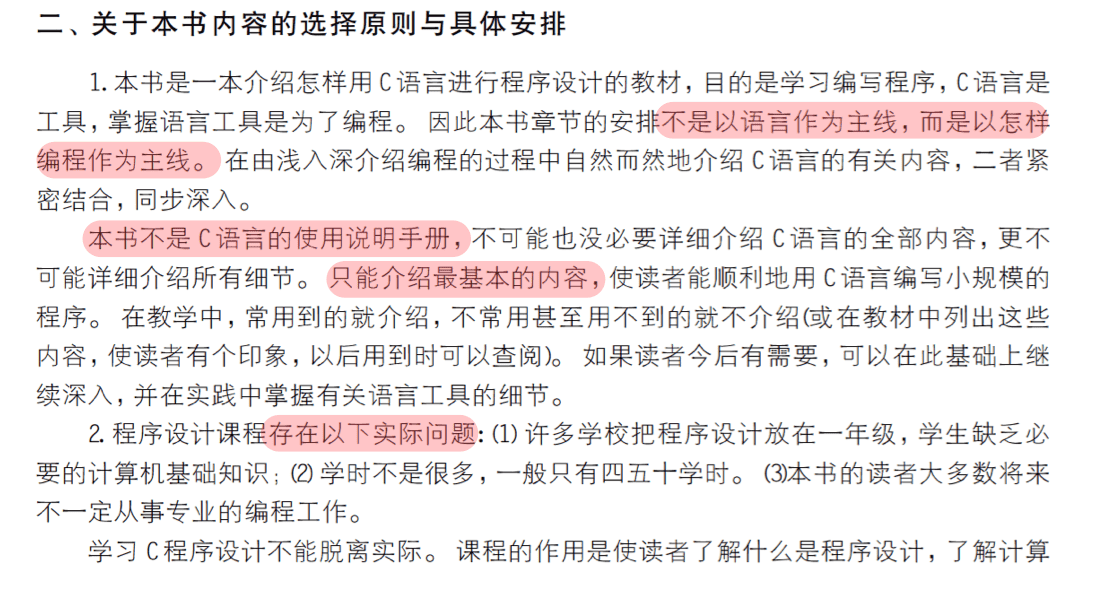 二、关于本书内容的选择原则与具体安排
1. 本书是一本介绍怎样用C语言进行程序设计的教材，目的是学习编写程序，C语言是
工具，掌握语言工具是为了编程。因此本书章节的安排不是以语言作为主线，而是以怎样
编程作为主线。在由浅入深介绍编程的过程中自然而然地介绍C语言的有关内容，二者紧
密结合，同步深入。
本书不是C语言的使用说明手册，不可能也没必要详细介绍C语言的全部内容，更不
可能详细介绍所有细节。只能介绍最基本的内容，使读者能顺利地用C语言编写小规模的
程序。在教学中，常用到的就介绍，不常用甚至用不到的就不介绍(或在教材中列出这些
内容，使读者有个印象，以后用到时可以查阅)。如果读者今后有需要，可以在此基础上继
续深入，并在实践中掌握有关语言工具的细节。
2. 程序设计课程存在以下实际问题：(1) 许多学校把程序设计放在一年级，学生缺乏必
要的计算机基础知识；(2) 学时不是很多，一般只有四五十学时。(3)本书的读者大多数将来
不一定从事专业的编程工作。
学习C程序设计不能脱离实际。课程的作用是使读者了解什么是程序设计，了解计算